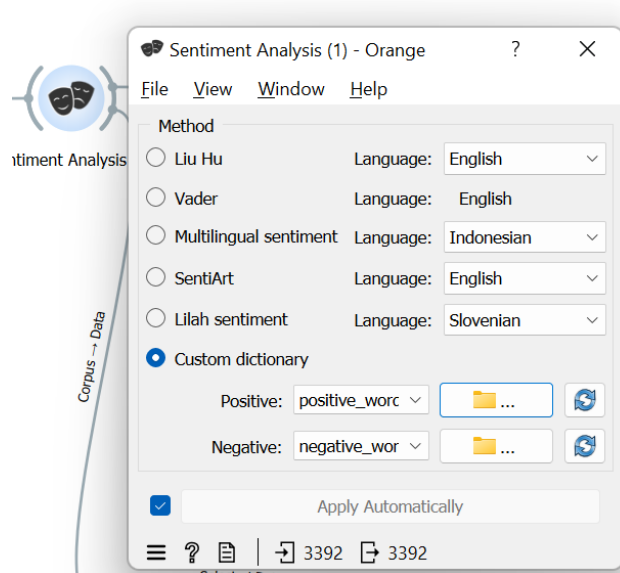 Sentiment Analysis (1) - Orange ?
File View Window Help
Method
Liu Hu Language: English
ntiment Analysis
Vader Language: English
Multilingual sentiment Language: Indonesian
SentiArt Language: English
Lilah sentiment Language: Slovenian
Corpus → Data
Custom dictionary
Positive: positive_worc ...
Negative: negative_wor ...
Apply Automatically
? 3392 3392